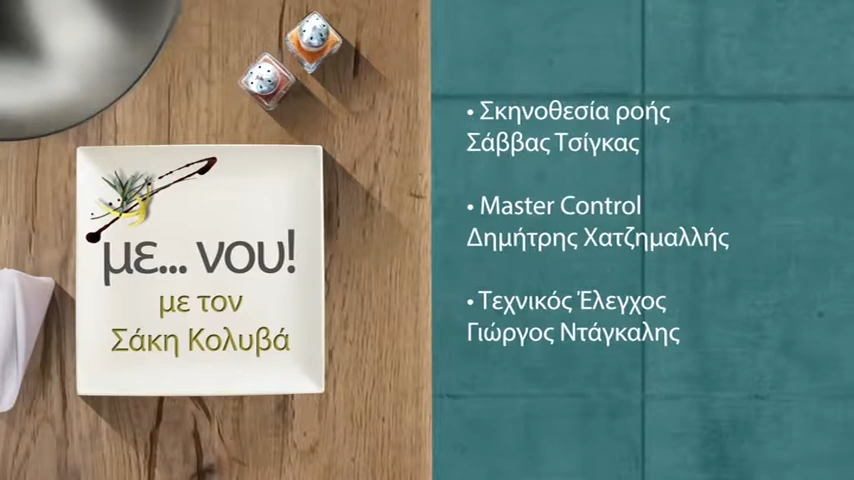 με... νου!
με τον
Σάκη Κολυβά
• Σκηνοθεσία ροής
Σάββας Τσίγκας
• Master Control
Δημήτρης Χατζημαλλής
• Τεχνικός Έλεγχος
Γιώργος Ντάγκαλης